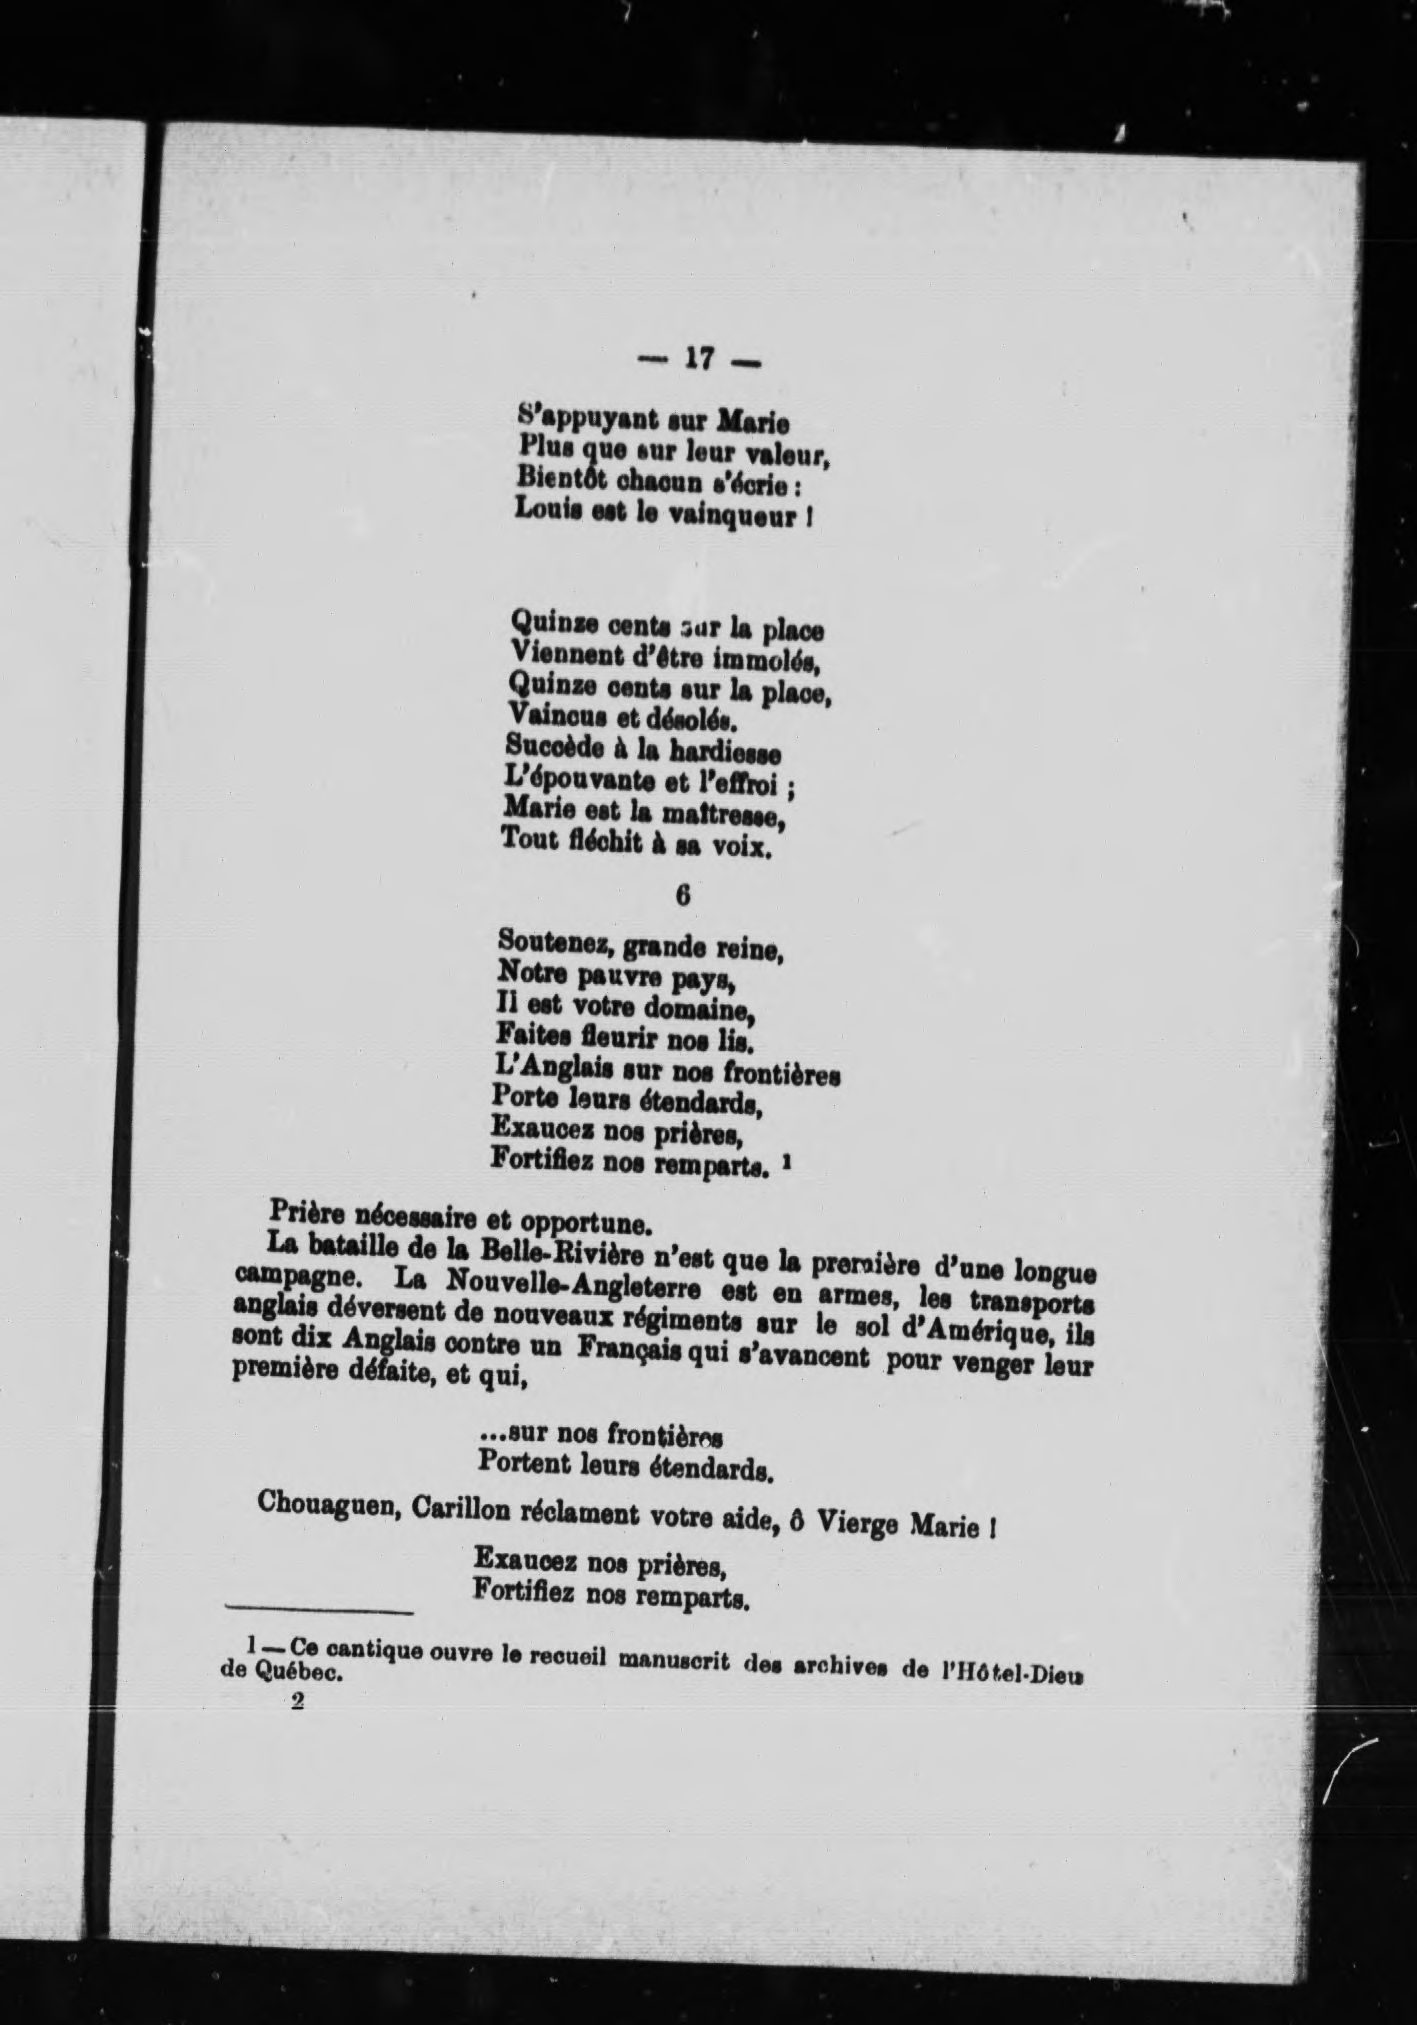 — 17 —
S'appuyant sur Marie
Plus que sur leur valeur,
Bientôt chacun s'écrie :
Louis est le vainqueur !
Quinze cents sur la place
Viennent d'être immolés,
Quinze cents sur la place,
Vaincus et désolés.
Succède à la hardiesse
L'épouvante et l'effroi ;
Marie est la maîtresse,
Tout fléchit à sa voix.
6
Soutenez, grande reine,
Notre pauvre pays,
Il est votre domaine,
Faites fleurir nos lis.
L'Anglais sur nos frontières
Porte leurs étendards,
Exaucez nos prières,
Fortifiez nos remparts. 1
Prière nécessaire et opportune.
La bataille de la Belle-Rivière n'est que la première d'une longue
campagne. La Nouvelle-Angleterre est en armes, les transports
anglais déversent de nouveaux régiments sur le sol d'Amérique, ils
sont dix Anglais contre un Français qui s'avancent pour venger leur
première défaite, et qui,
...sur nos frontières
Portent leurs étendards.
Chouaguen, Carillon réclament votre aide, ô Vierge Marie !
Exaucez nos prières,
Fortifiez nos remparts.
1 — Ce cantique ouvre le recueil manuscrit des archives de l'Hôtel-Dieu
de Québec.
2